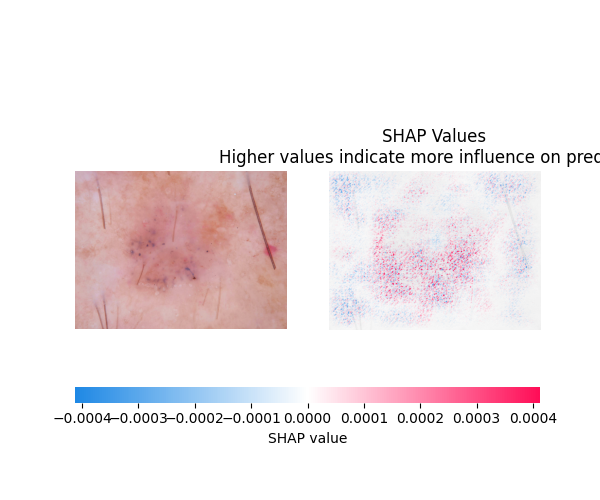 SHAP Values
Higher values indicate more influence on pred
−0.0004 −0.0003 −0.0002 −0.0001 0.0000 0.0001 0.0002 0.0003 0.0004
SHAP value